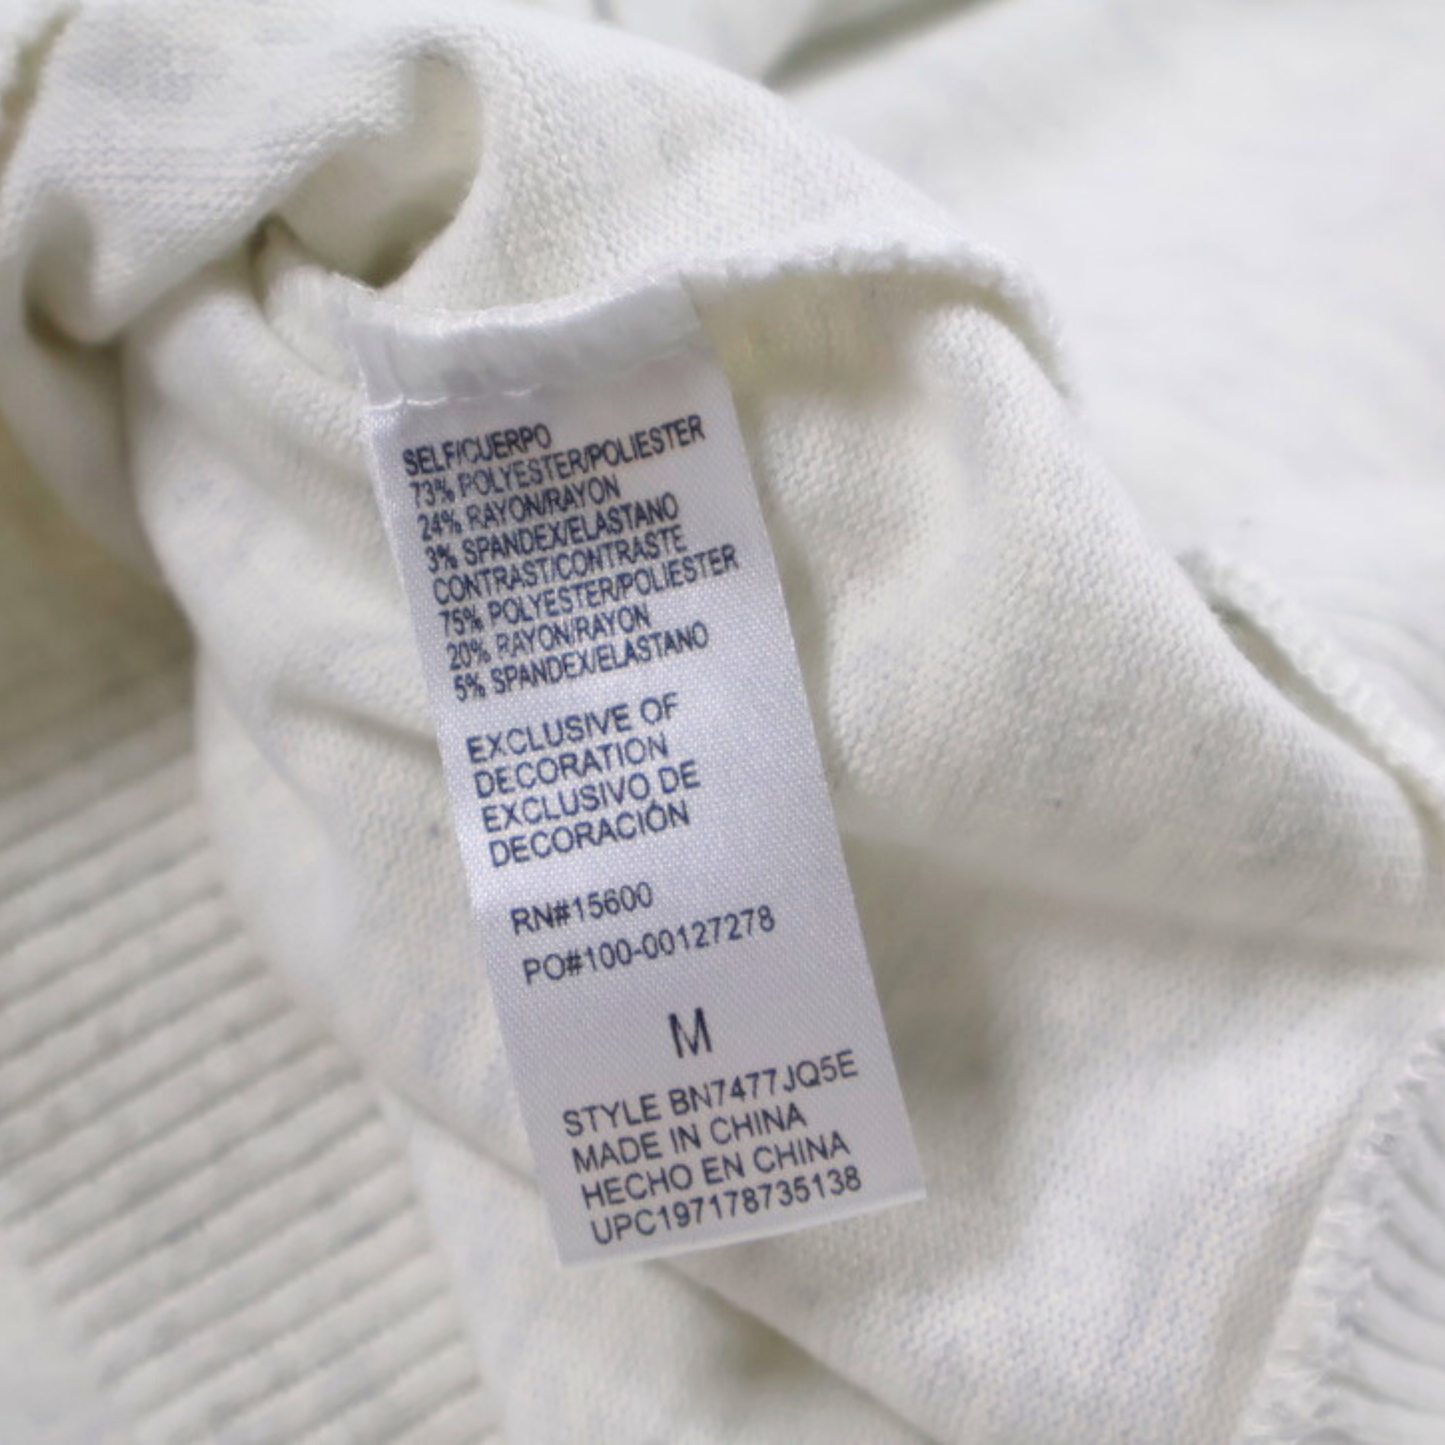 SELF/CUERPO
73% POLYESTER/POLIESTER
24% RAYON/RAYON
3% SPANDEX/ELASTANO
CONTRAST/CONTRASTE
75% POLYESTER/POLIESTER
20% RAYON/RAYON
5% SPANDEX/ELASTANO
EXCLUSIVE OF
DECORATION
EXCLUSIVO DE
DECORACIÓN
RN#15600
PO#100-00127278
M
STYLE BN7477JQ5E
MADE IN CHINA
HECHO EN CHINA
UPC197178735138